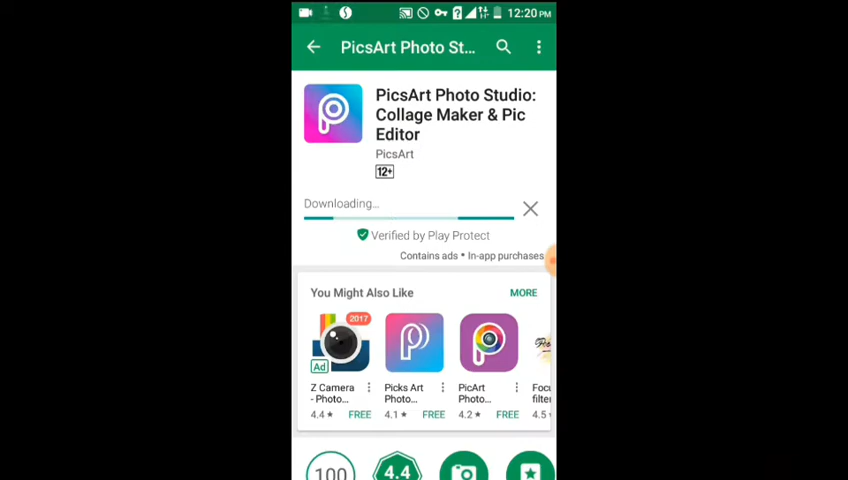 12:20 PM
PicsArt Photo St...
PicsArt Photo Studio:
Collage Maker & Pic
Editor
PicsArt
12+
Downloading...
Verified by Play Protect
Contains ads • In-app purchases
You Might Also Like
MORE
2017
Ad
Z Camera
- Photo...
4.4 ★ FREE
Picks Art
Photo...
4.1 ★ FREE
PicArt
Photo...
4.2 ★ FREE
Focu
filte
4.5
100
4.4